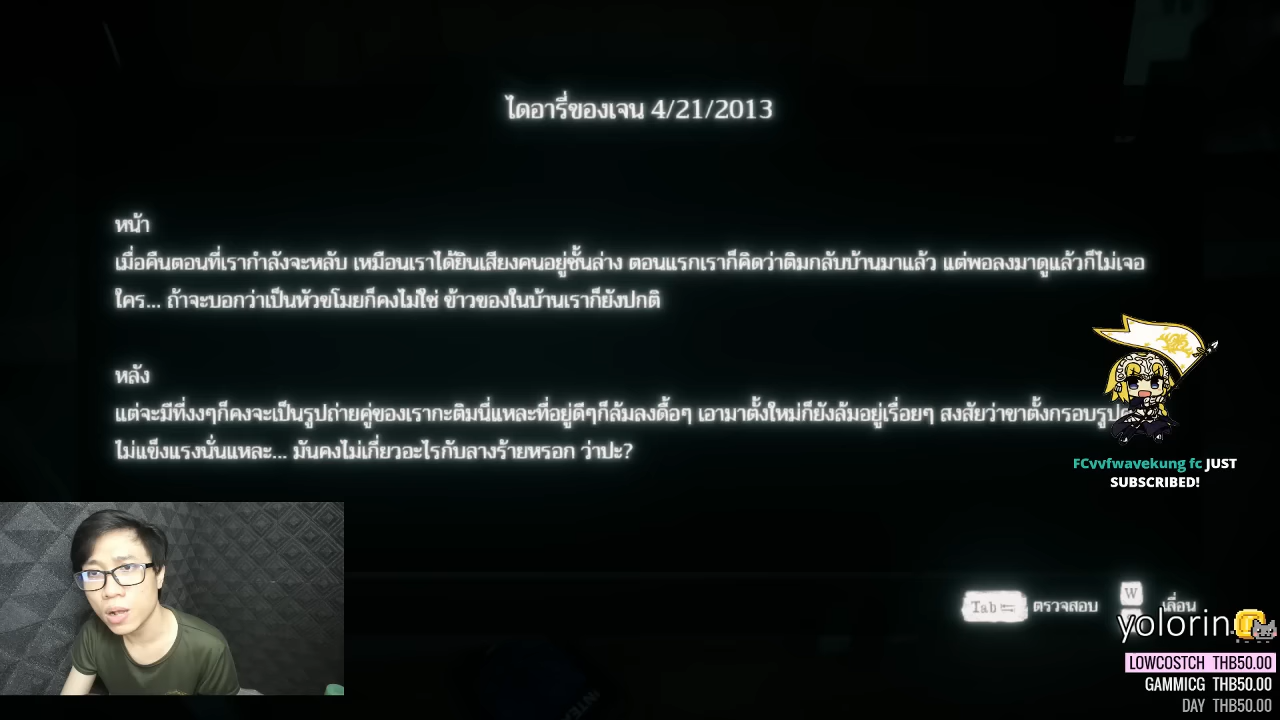 ไดอารี่ของเจน 4/21/2013
หน้า
เมื่อคืนตอนที่เรากำลังจะหลับ เหมือนเราได้ยินเสียงคนอยู่ชั้นล่าง ตอนแรกเราก็คิดว่าติมกลับบ้านมาแล้ว แต่พอลงมาดูแล้วก็ไม่เจอ
ใคร... ถ้าจะบอกว่าเป็นหัวขโมยก็คงไม่ใช่ ข้าวของในบ้านเราก็ยังปกติ
หลัง
แต่จะมีที่งงๆก็คงจะเป็นรูปถ่ายคู่ของเรากะติมนี่แหละที่อยู่ดีๆก็ล้มลงดื้อๆ เอามาตั้งใหม่ก็ยังล้มอยู่เรื่อยๆ สงสัยว่าขาตั้งกรอบรูป
ไม่แข็งแรงนั่นแหละ... มันคงไม่เกี่ยวอะไรกับลางร้ายหรอก ว่าปะ?
FCvvfwavekung fc JUST
SUBSCRIBED!
Tab ตรวจสอบ W เลื่อน
yolorin
LOWCOSTCH THB50.00
GAMMICG THB50.00
DAY THB50.00